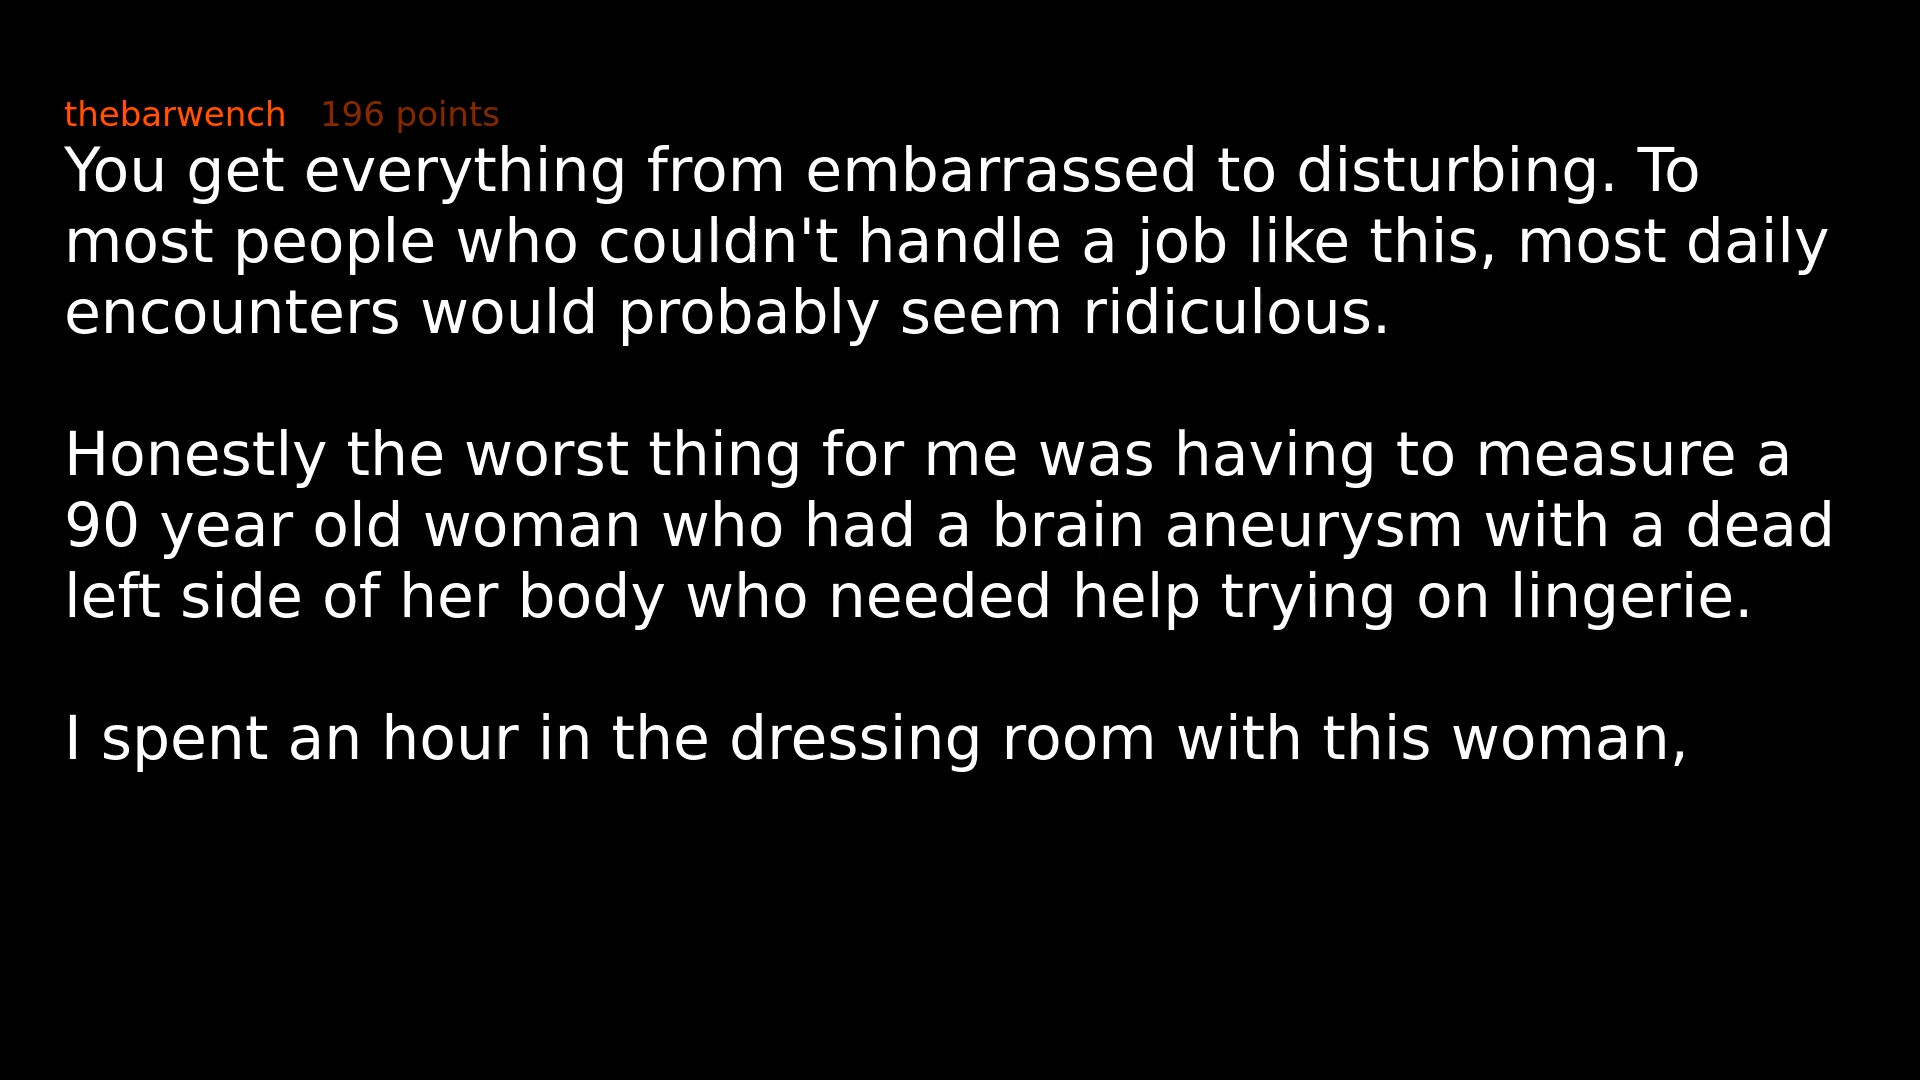 thebarwench 196 points
You get everything from embarrassed to disturbing. To
most people who couldn't handle a job like this, most daily
encounters would probably seem ridiculous.
Honestly the worst thing for me was having to measure a
90 year old woman who had a brain aneurysm with a dead
left side of her body who needed help trying on lingerie.
I spent an hour in the dressing room with this woman,